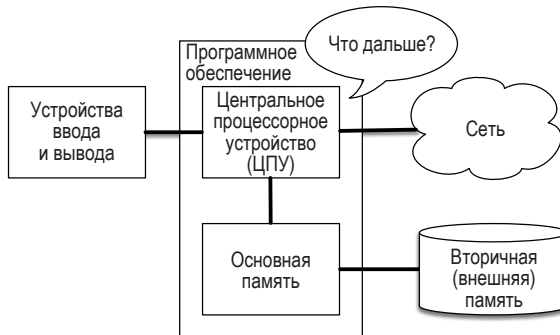 Что дальше?
Программное
обеспечение
Устройства
ввода
и вывода
Центральное
процессорное
устройство
(ЦПУ)
Сеть
Основная
память
Вторичная
(внешняя)
память